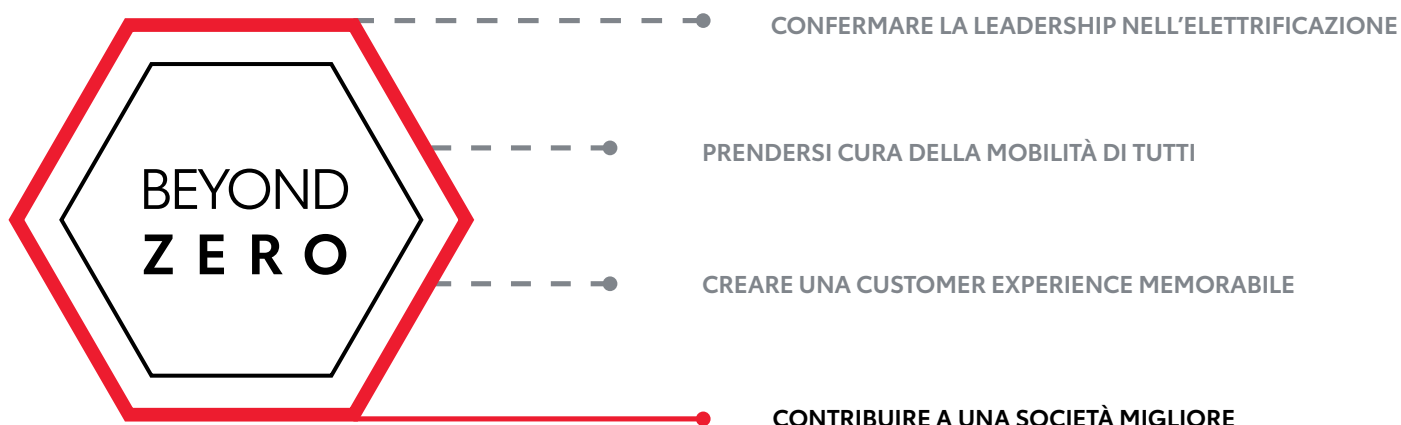 CONFERMARE LA LEADERSHIP NELL’ELETTRIFICAZIONE
PRENDERSI CURA DELLA MOBILITÀ DI TUTTI
BEYOND
ZERO
CREARE UNA CUSTOMER EXPERIENCE MEMORABILE
CONTRIBUIRE A UNA SOCIETÀ MIGLIORE